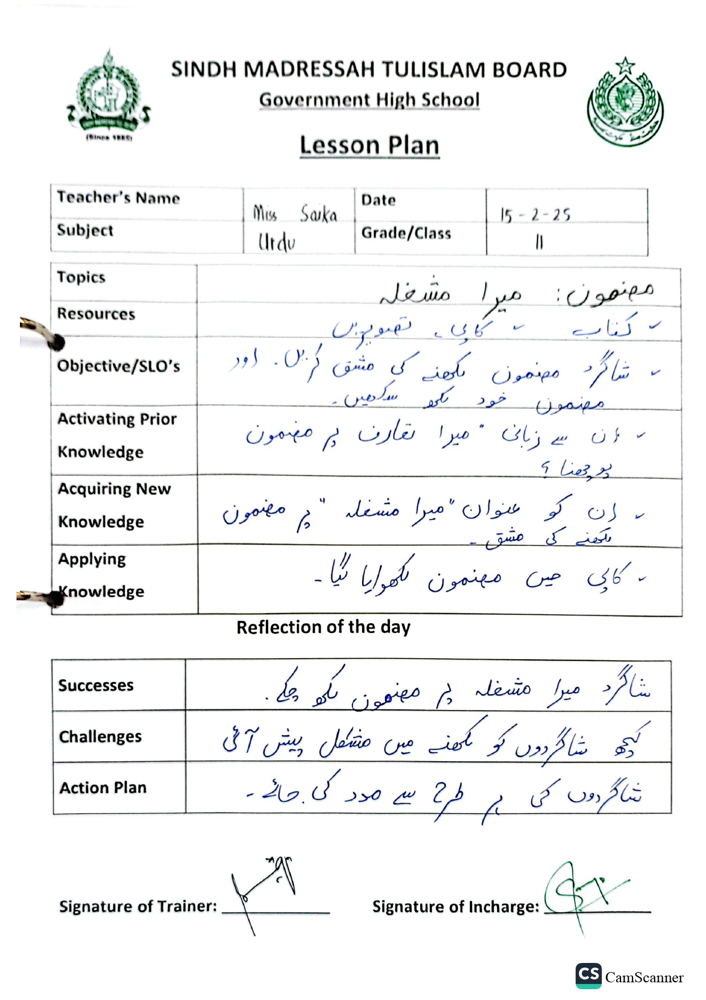 SINDH MADRESSAH TULISLAM BOARD
Government High School
Lesson Plan
(Since 1885)
Teacher's Name Miss Saika Date 15-2-25
Subject Urdu Grade/Class II
Topics مضمون: میرا مشغلہ
Resources ✓ کتاب ✓ کاپی، تصویریں
Objective/SLO's ✓ شاگرد مضمون لکھنے کی مشق کریں۔ اور
مضمون خود لکھ سکھیں۔
Activating Prior Knowledge ✓ ان سے زبانی "میرا تعارف پر مضمون
پوچھنا؟
Acquiring New Knowledge ✓ ان کو عنوان "میرا مشغلہ" پر مضمون
لکھنے کی مشق۔
Applying Knowledge ✓ کاپی میں مضمون لکھوایا گیا۔
Reflection of the day
Successes شاگرد میرا مشغلہ پر مضمون لکھ چکے۔
Challenges کچھ شاگردوں کو لکھنے میں مشکل پیش آئی
Action Plan شاگردوں کی ہر طرح سے مدد کی جائے۔
Signature of Trainer:
Signature of Incharge:
CS CamScanner